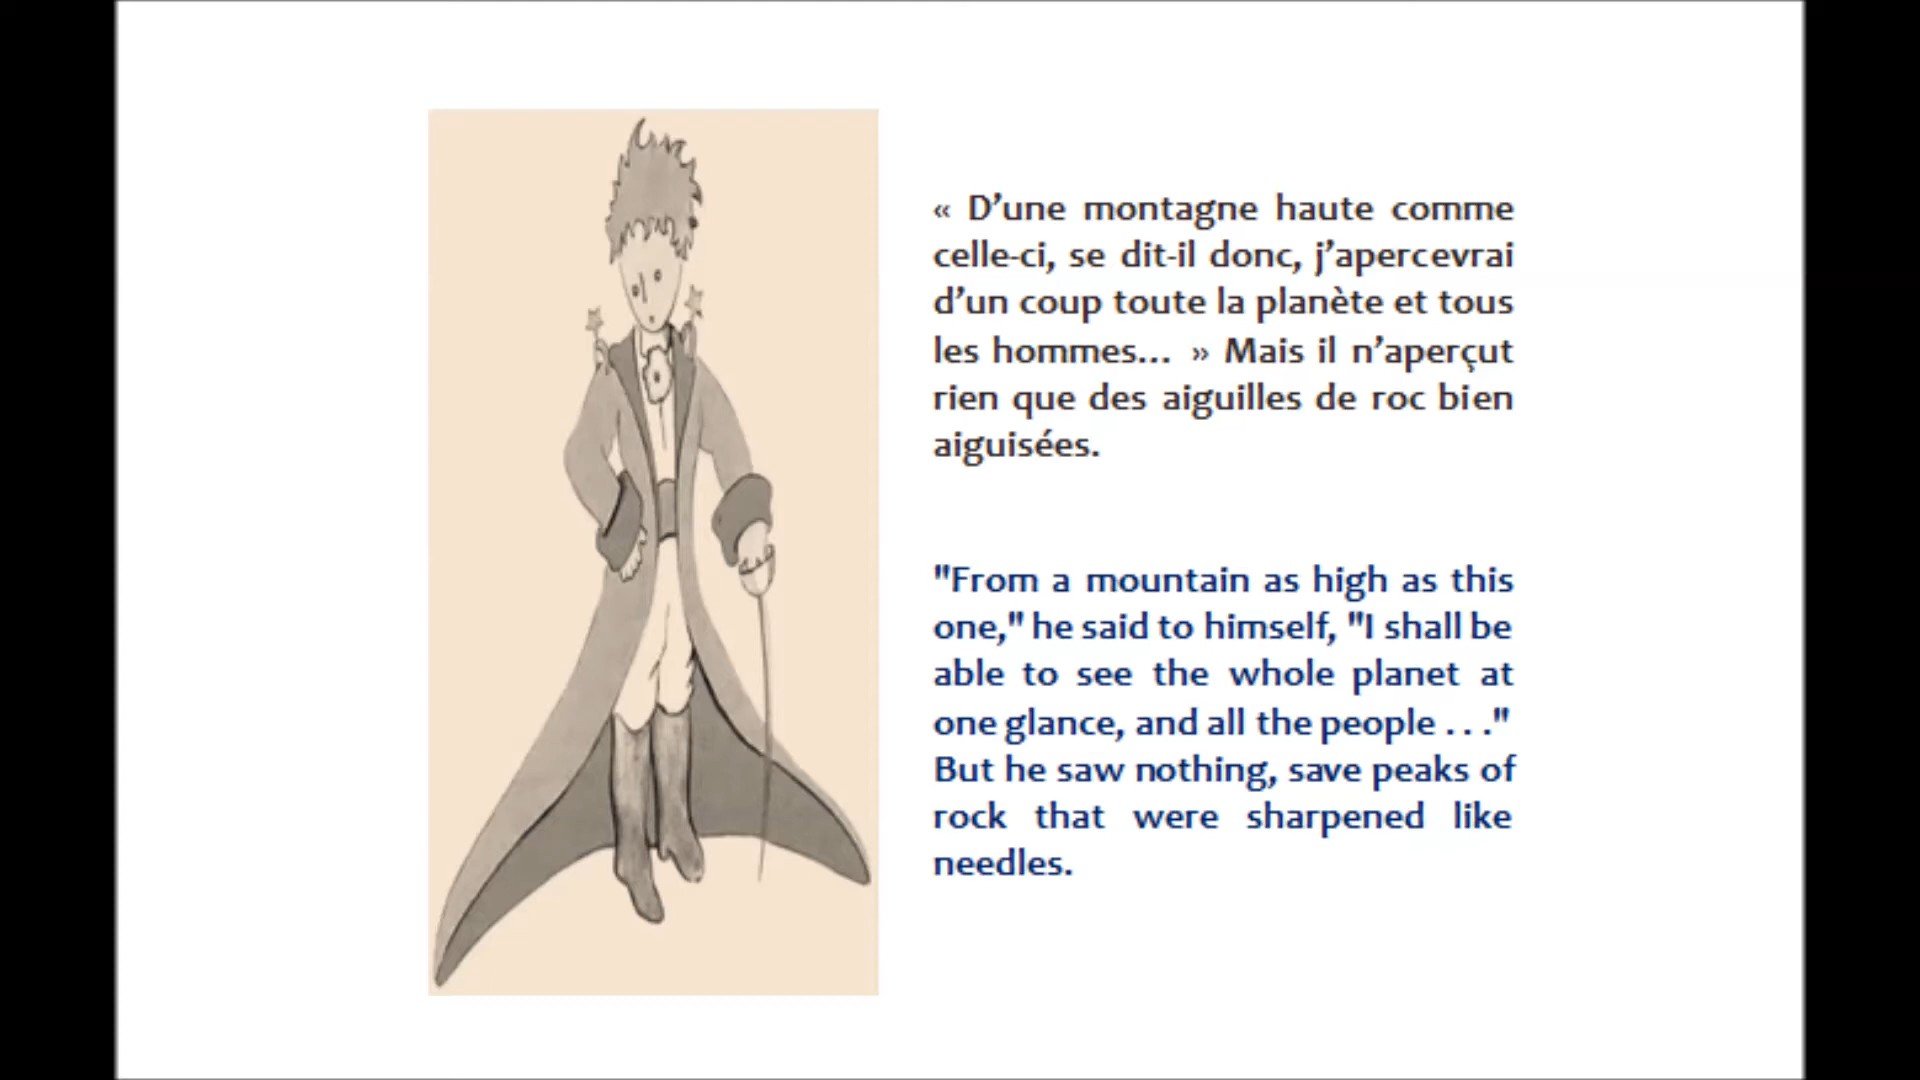 « D’une montagne haute comme
celle-ci, se dit-il donc, j’apercevrai
d’un coup toute la planète et tous
les hommes... » Mais il n’aperçut
rien que des aiguilles de roc bien
aiguisées.
"From a mountain as high as this
one," he said to himself, "I shall be
able to see the whole planet at
one glance, and all the people . . ."
But he saw nothing, save peaks of
rock that were sharpened like
needles.